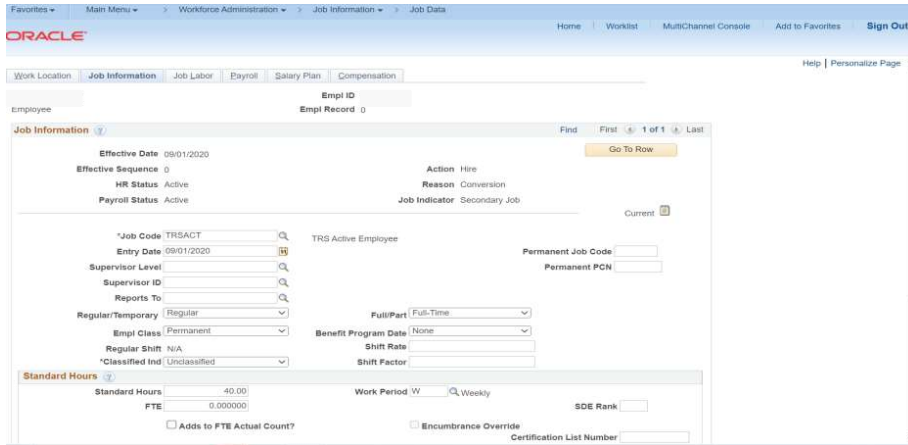 Favorites Main Menu > Workforce Administration > Job Information > Job Data
Home Worklist MultiChannel Console Add to Favorites Sign Out
ORACLE
Help | Personalize Page
Work Location Job Information Job Labor Payroll Salary Plan Compensation
Empl ID
Employee Empl Record 0
Job Information ? Find First 1 of 1 Last
Effective Date 09/01/2020 Go To Row
Effective Sequence 0 Action Hire
HR Status Active Reason Conversion
Payroll Status Active Job Indicator Secondary Job
Current
*Job Code TRSACT TRS Active Employee
Entry Date 09/01/2020 Permanent Job Code
Supervisor Level Permanent PCN
Supervisor ID
Reports To
Regular/Temporary Regular Full/Part Full-Time
Empl Class Permanent Benefit Program Date None
Regular Shift N/A Shift Rate
*Classified Ind Unclassified Shift Factor
Standard Hours ?
Standard Hours 40.00 Work Period W Weekly
FTE 0.000000 SDE Rank
Adds to FTE Actual Count? Encumbrance Override
Certification List Number